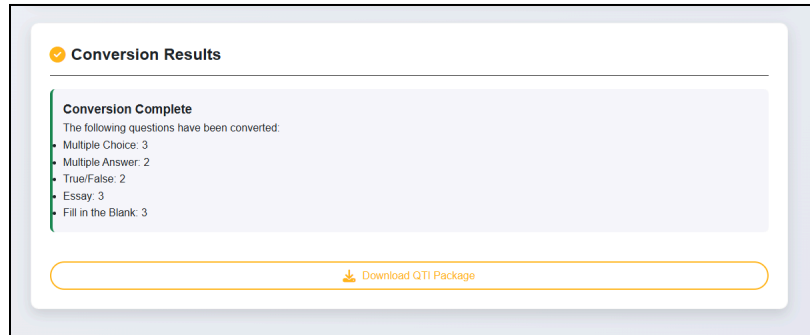 Conversion Results
Conversion Complete
The following questions have been converted:
Multiple Choice: 3
Multiple Answer: 2
True/False: 2
Essay: 3
Fill in the Blank: 3
Download QTI Package